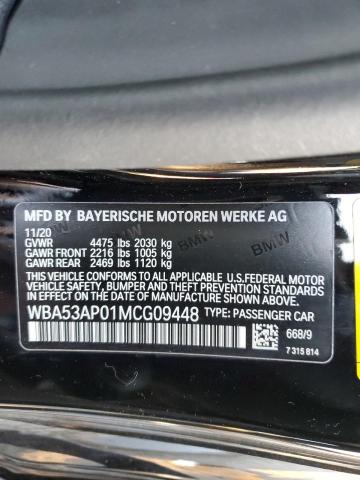 MFD BY BAYERISCHE MOTOREN WERKE AG
11/20
GVWR 4475 lbs 2030 kg
GAWR FRONT 2216 lbs 1005 kg
GAWR REAR 2469 lbs 1120 kg
THIS VEHICLE CONFORMS TO ALL APPLICABLE U.S.FEDERAL MOTOR
VEHICLE SAFETY, BUMPER AND THEFT PREVENTION STANDARDS IN
EFFECT ON THE DATE OF MANUFACTURE SHOWN ABOVE.
WBA53AP01MCG09448 TYPE: PASSENGER CAR
668/9
7 315 814